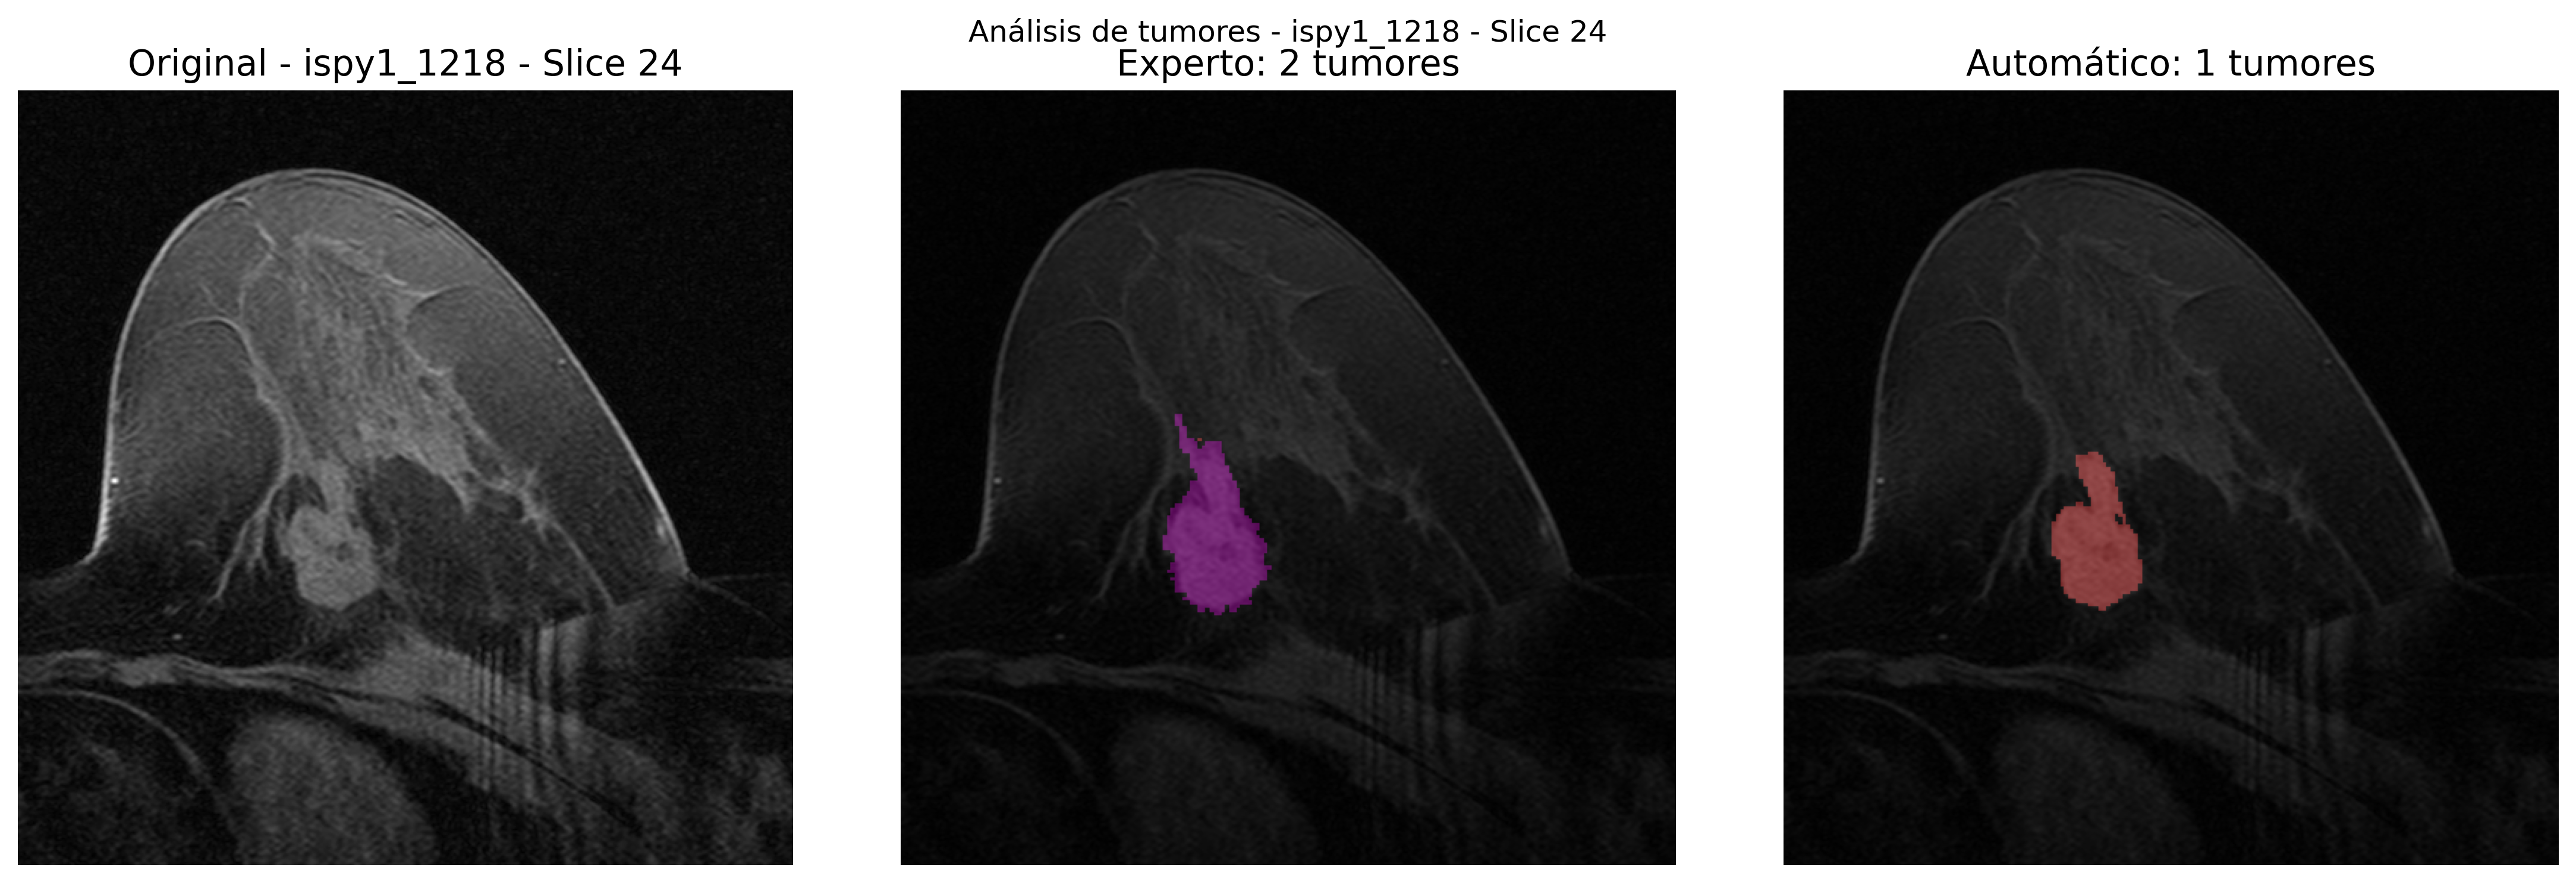 Análisis de tumores - ispy1_1218 - Slice 24
Original - ispy1_1218 - Slice 24
Experto: 2 tumores
Automático: 1 tumores